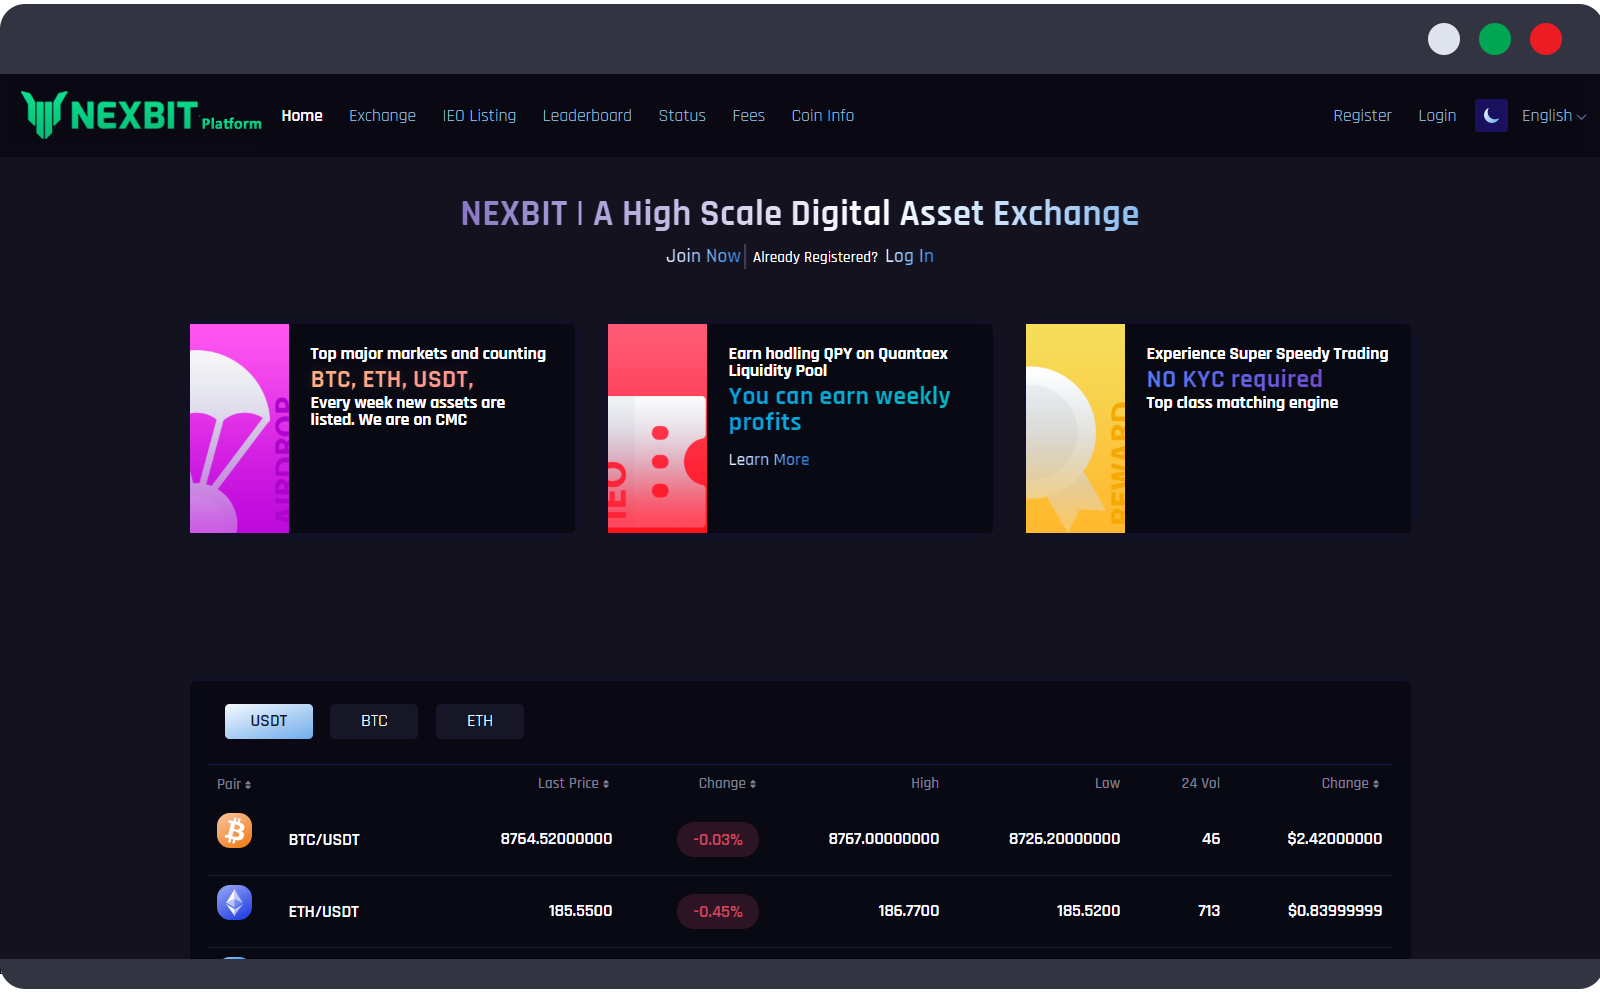 NEXBIT Platform Home Exchange IEO Listing Leaderboard Status Fees Coin Info Register Login English
NEXBIT | A High Scale Digital Asset Exchange
Join Now Already Registered? Log In
AIRDROP
Top major markets and counting
BTC, ETH, USDT,
Every week new assets are
listed. We are on CMC
IEO
Earn hodling QPY on Quantaex
Liquidity Pool
You can earn weekly
profits
Learn More
REWARD
Experience Super Speedy Trading
NO KYC required
Top class matching engine
USDT BTC ETH
Pair Last Price Change High Low 24 Vol Change
BTC/USDT 8764.52000000 -0.03% 8767.00000000 8726.20000000 46 $2.42000000
ETH/USDT 185.5500 -0.45% 186.7700 185.5200 713 $0.83999999